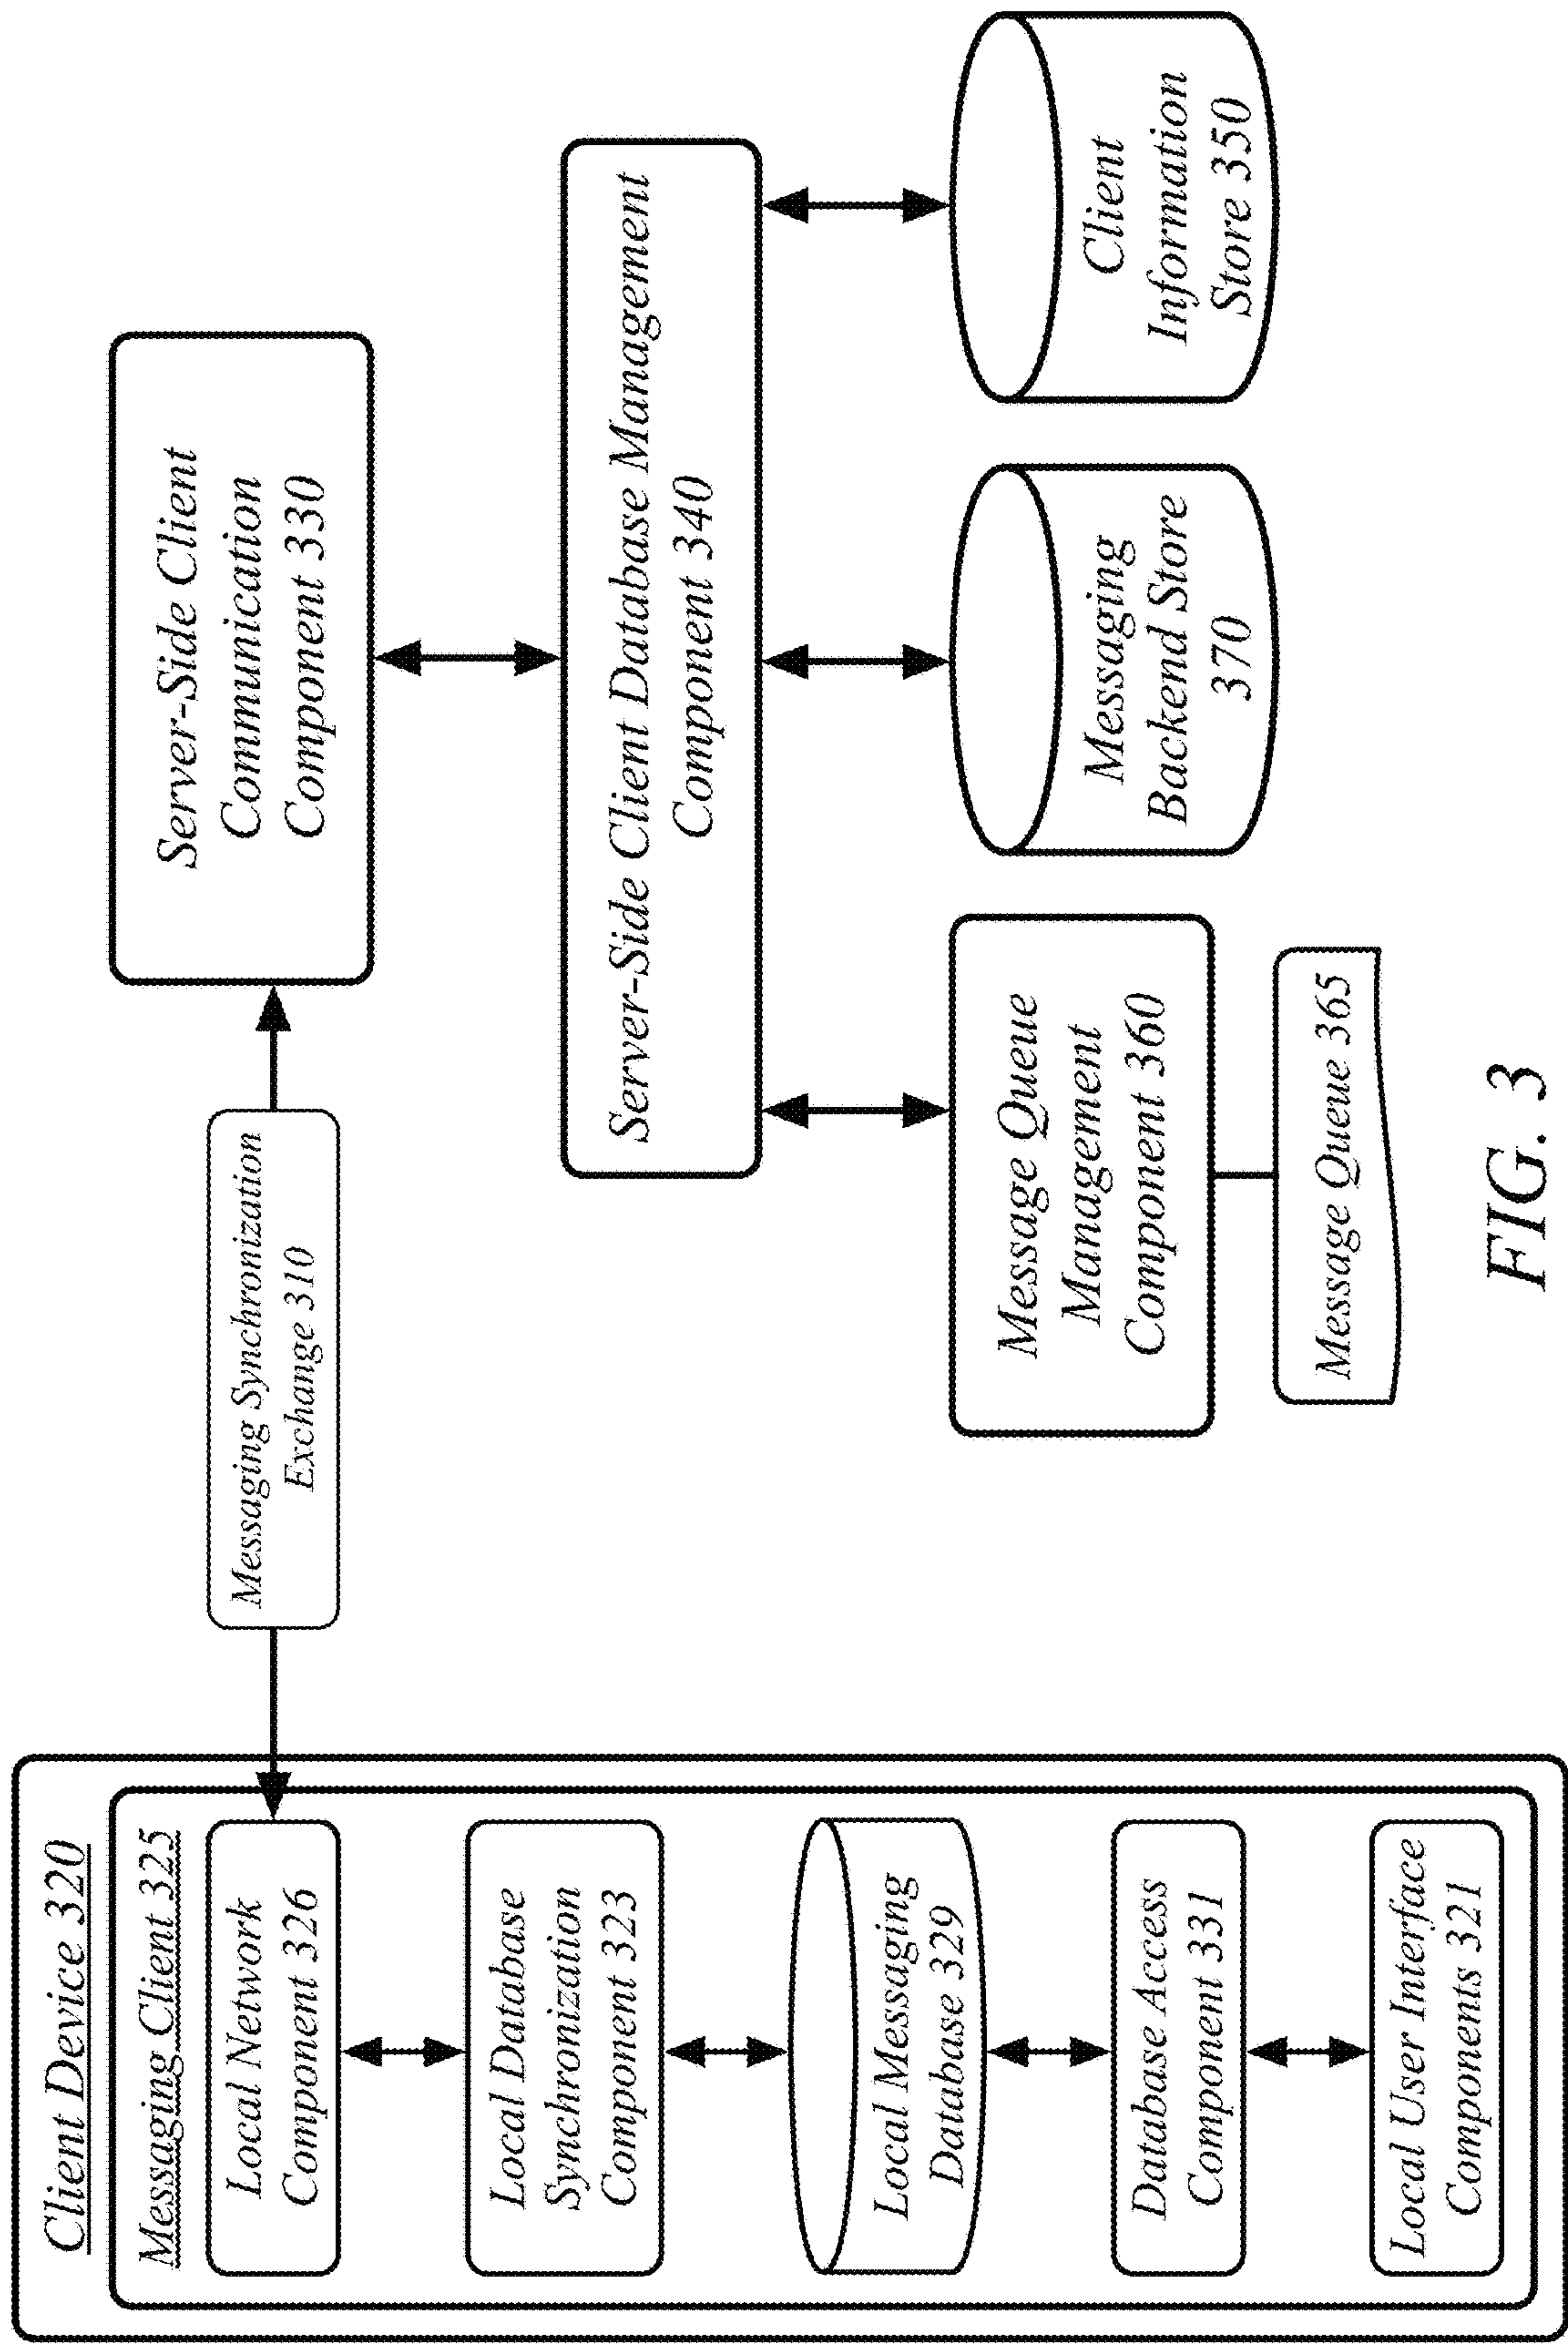 Client Device 320
Messaging Client 325
Local Network
Component 326
Local Database
Synchronization
Component 323
Local Messaging
Database 329
Database Access
Component 331
Local User Interface
Components 321
Messaging Synchronization
Exchange 310
Server-Side Client
Communication
Component 330
Server-Side Client Database Management
Component 340
Message Queue
Management
Component 360
Message Queue 365
Messaging
Backend Store
370
Client
Information
Store 350
FIG. 3